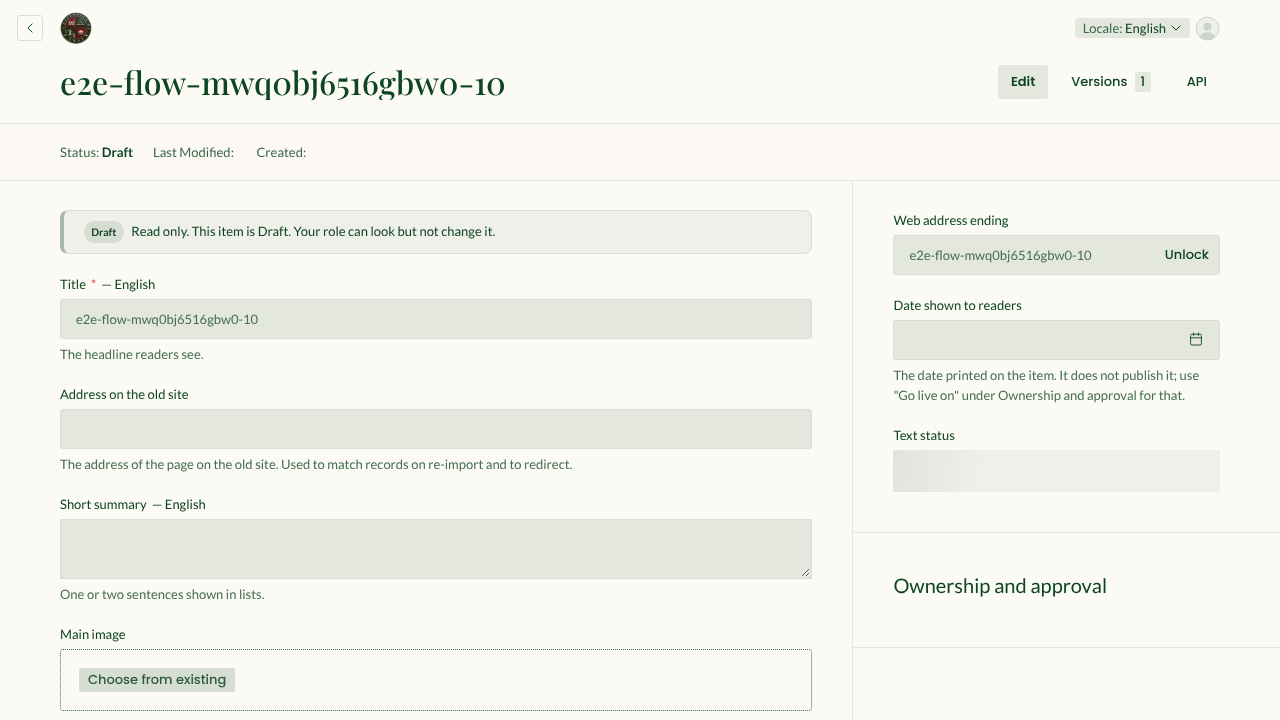 Locale: English
e2e-flow-mwq0bj6516gbw0-10
Edit
Versions 1
API
Status: Draft
Last Modified:
Created:
Draft Read only. This item is Draft. Your role can look but not change it.
Title * — English
e2e-flow-mwq0bj6516gbw0-10
The headline readers see.
Address on the old site
The address of the page on the old site. Used to match records on re-import and to redirect.
Short summary — English
One or two sentences shown in lists.
Main image
Choose from existing
Web address ending
e2e-flow-mwq0bj6516gbw0-10
Unlock
Date shown to readers
The date printed on the item. It does not publish it; use
"Go live on" under Ownership and approval for that.
Text status
Ownership and approval